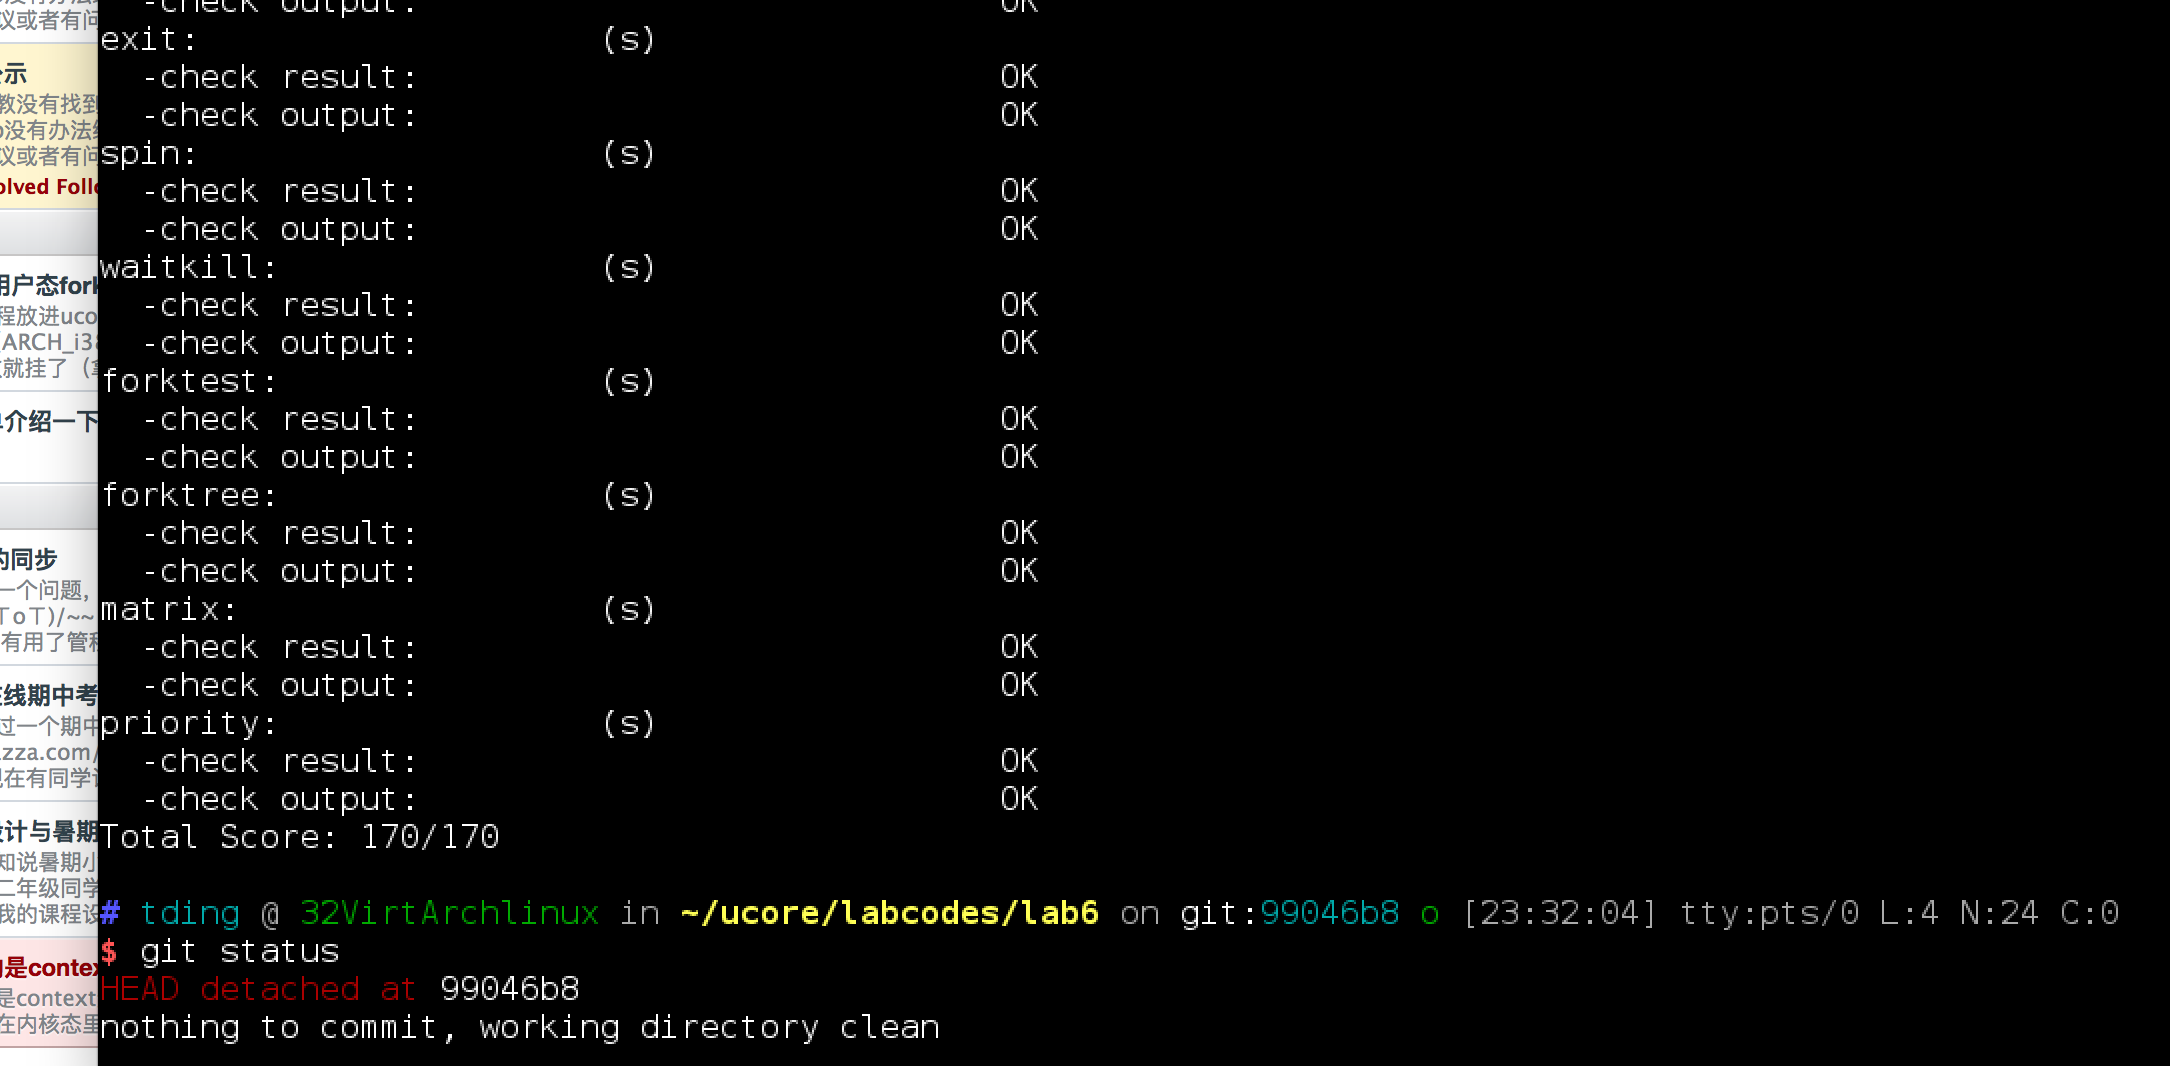 -check output: OK
exit: (s)
-check result: OK
-check output: OK
spin: (s)
-check result: OK
-check output: OK
waitkill: (s)
-check result: OK
-check output: OK
forktest: (s)
-check result: OK
-check output: OK
forktree: (s)
-check result: OK
-check output: OK
matrix: (s)
-check result: OK
-check output: OK
priority: (s)
-check result: OK
-check output: OK
Total Score: 170/170
# tding @ 32VirtArchlinux in ~/ucore/labcodes/lab6 on git:99046b8 o [23:32:04] tty:pts/0 L:4 N:24 C:0
$ git status
HEAD detached at 99046b8
nothing to commit, working directory clean
议或者有问
示
教没有找到
没有办法
议或者有问
olved Follo
用户态fork
程放进uco
ARCH_i38
就挂了
介绍一下
的同步
一个问题,
ToT)/~~
有用了管程
在线期中考
过一个期中
zza.com/
在有同学
设计与暑期
知说暑期小
二年级同学
我的课程设
是contex
是context
在内核态里